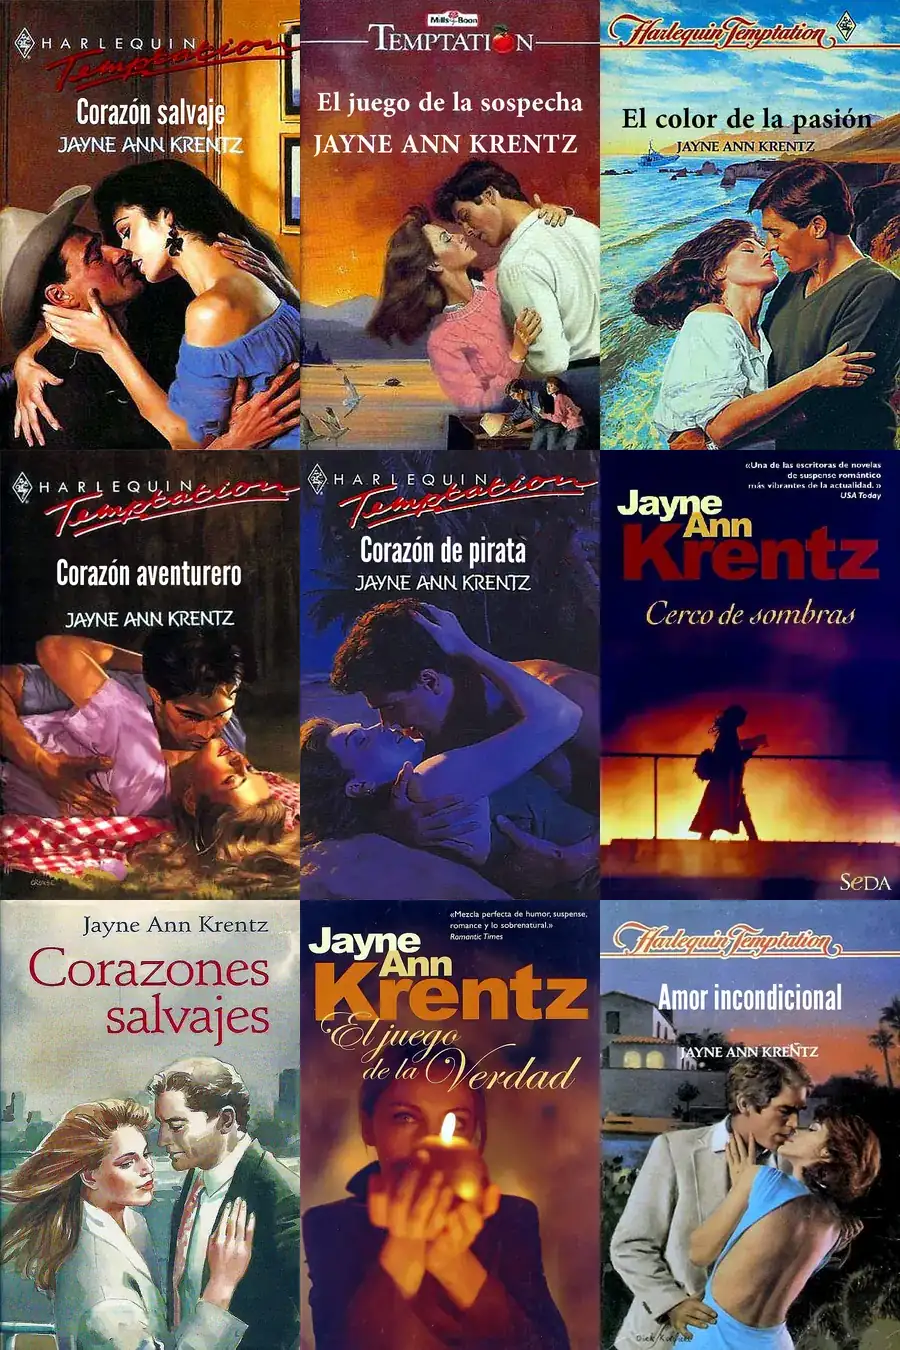 HARLEQUIN
Temptation
Corazón salvaje
JAYNE ANN KRENTZ
Mills & Boon
TEMPTATION
El juego de la sospecha
JAYNE ANN KRENTZ
Harlequin Temptation
El color de la pasión
JAYNE ANN KRENTZ
HARLEQUIN
Temptation
Corazón aventurero
JAYNE ANN KRENTZ
HARLEQUIN
Temptation
Corazón de pirata
JAYNE ANN KRENTZ
«Una de las escritoras de novelas
de suspense romántico
más vibrantes de la actualidad.»
USA Today
Jayne
Ann
Krentz
Cerco de sombras
SeDA
Jayne Ann Krentz
Corazones
salvajes
«Mezcla perfecta de humor, suspense,
romance y lo sobrenatural.»
Romantic Times
Jayne
Ann
Krentz
El juego
de la Verdad
Harlequin Temptation
Amor incondicional
JAYNE ANN KRENTZ